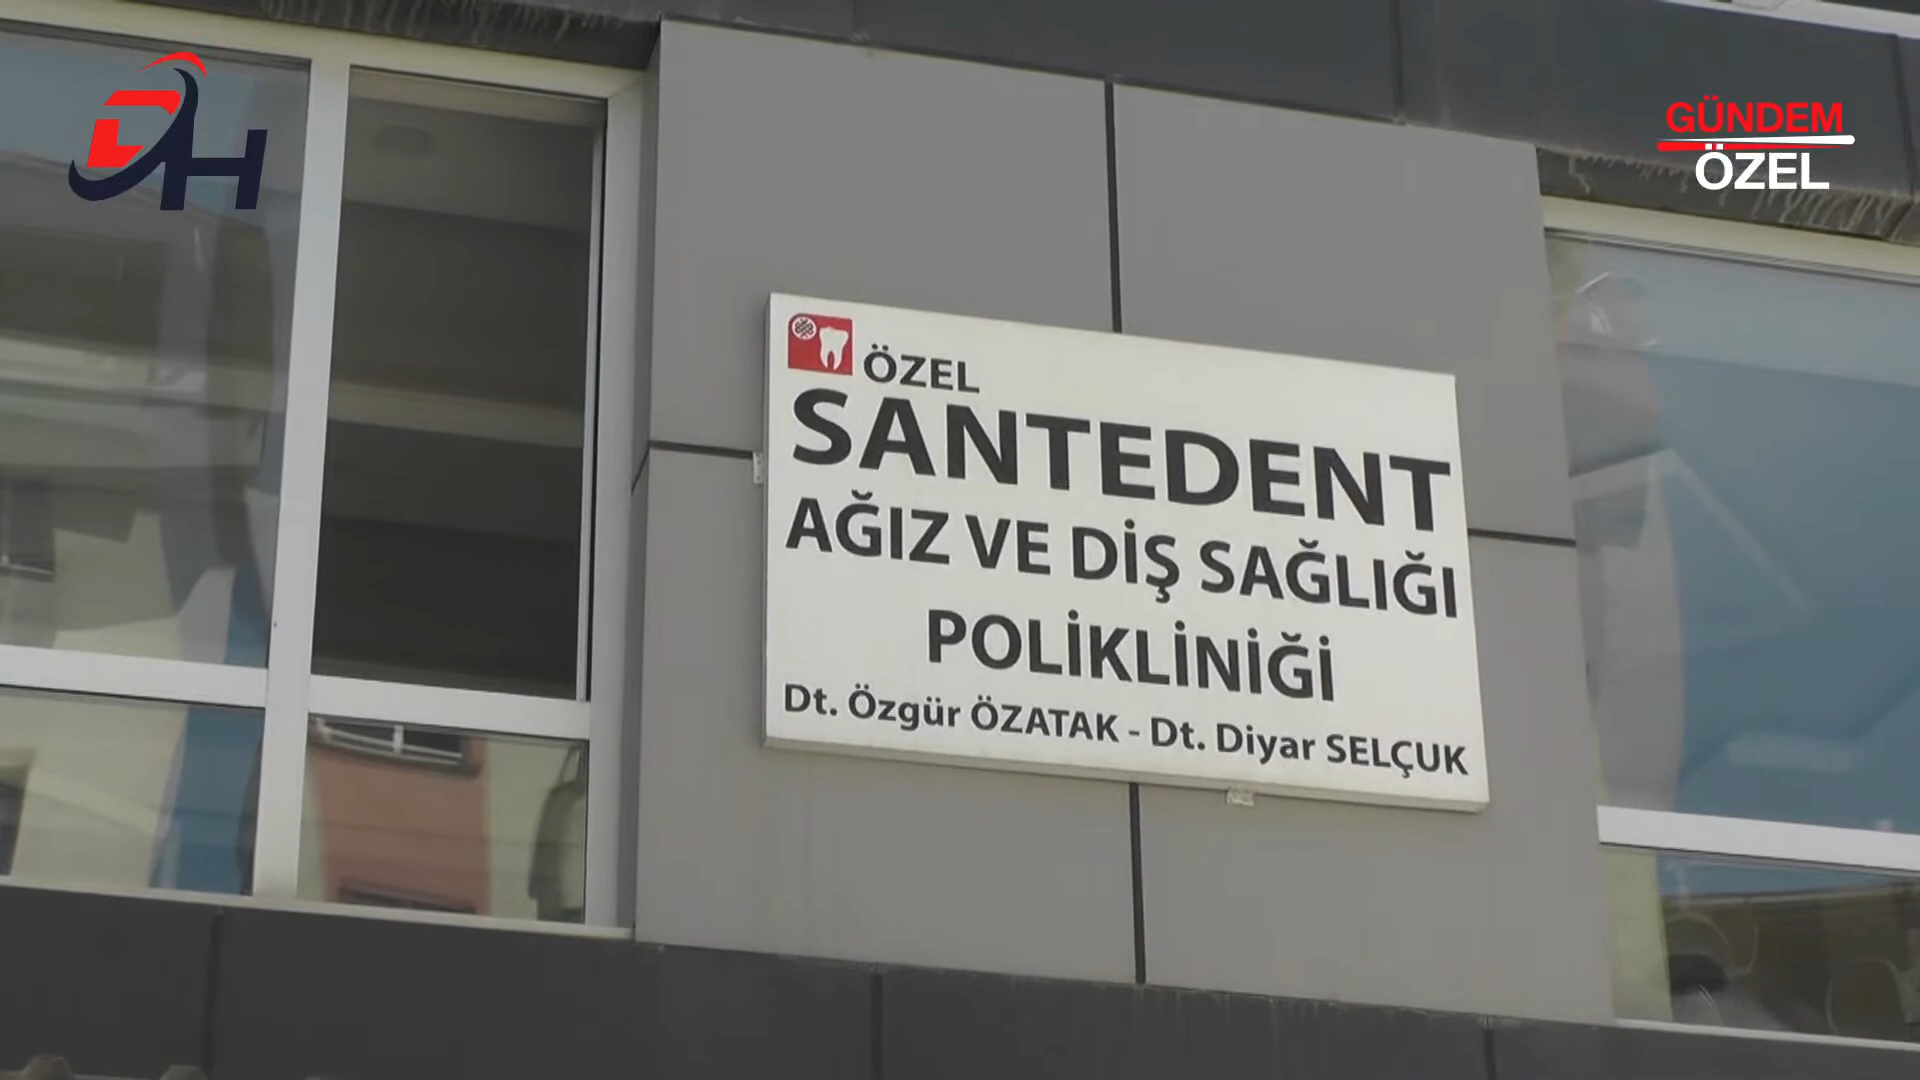 DH
GÜNDEM
ÖZEL
ÖZEL
SANTEDENT
AĞIZ VE DİŞ SAĞLIĞI
POLİKLİNİĞİ
Dt. Özgür ÖZATAK - Dt. Diyar SELÇUK